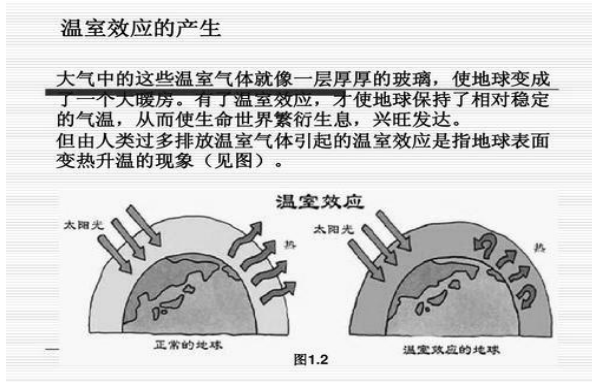 温室效应的产生
大气中的这些温室气体就像一层厚厚的玻璃，使地球变成
了一个大暖房。有了温室效应，才使地球保持了相对稳定
的气温，从而使生命世界繁衍生息，兴旺发达。
但由人类过多排放温室气体引起的温室效应是指地球表面
变热升温的现象（见图）。
温室效应
太阳光
热
太阳光
热
正常的地球
温室效应的地球
图1.2